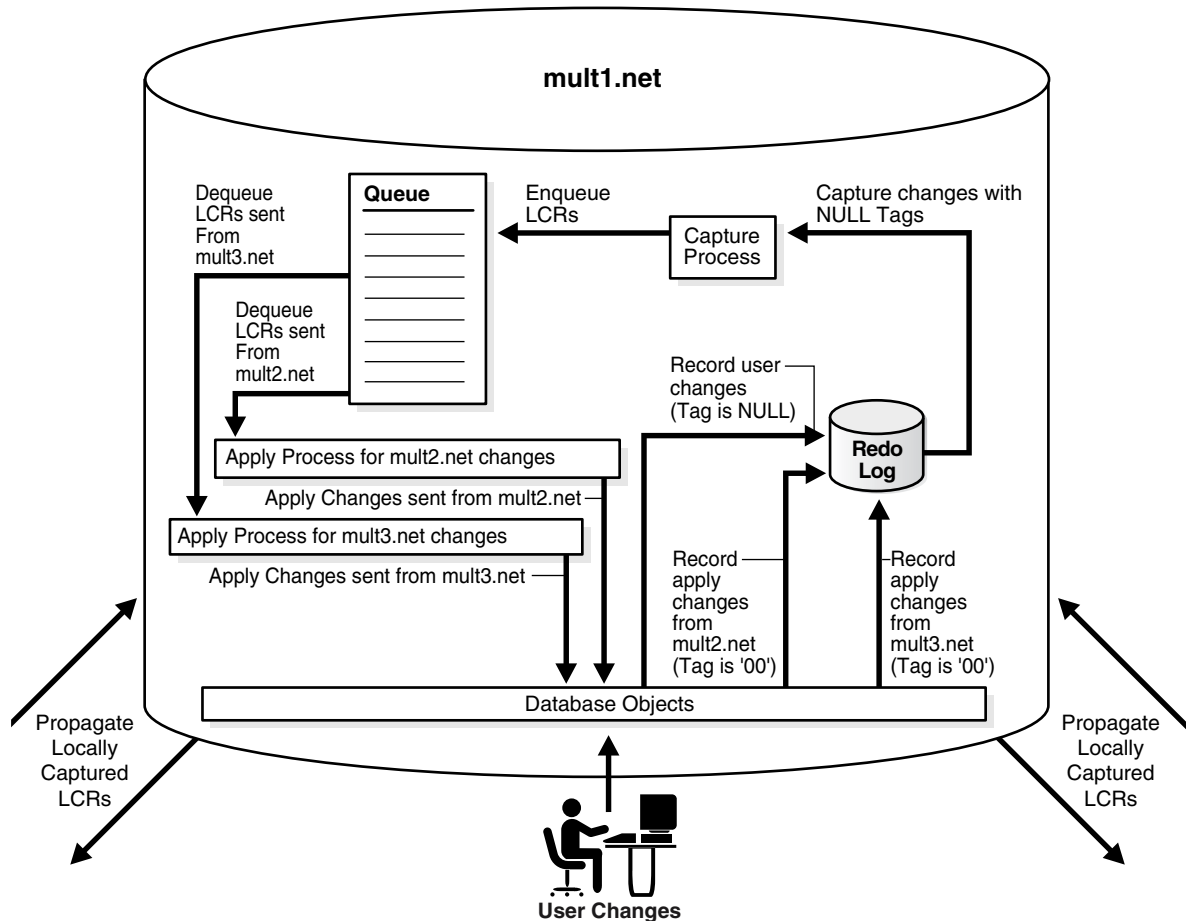 mult1.net
Dequeue
LCRs sent
From
mult3.net
Queue
Enqueue
LCRs
Capture
Process
Capture changes with
NULL Tags
Dequeue
LCRs sent
From
mult2.net
Record user
changes
(Tag is NULL)
Redo
Log
Apply Process for mult2.net changes
Apply Changes sent from mult2.net
Apply Process for mult3.net changes
Apply Changes sent from mult3.net
Record
apply
changes
from
mult2.net
(Tag is '00')
Record
apply
changes
from
mult3.net
(Tag is '00')
Database Objects
Propagate
Locally
Captured
LCRs
Propagate
Locally
Captured
LCRs
User Changes